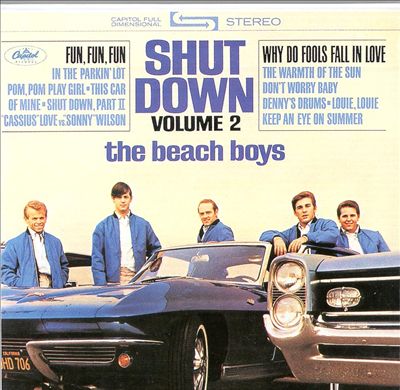 CAPITOL FULL DIMENSIONAL STEREO
Capitol
RECORDS
FUN, FUN, FUN
IN THE PARKIN' LOT
POM, POM PLAY GIRL • THIS CAR
OF MINE • SHUT DOWN, PART II
"CASSIUS" LOVE vs. "SONNY" WILSON
SHUT
DOWN
VOLUME 2
WHY DO FOOLS FALL IN LOVE
THE WARMTH OF THE SUN
DON'T WORRY BABY
DENNY'S DRUMS • LOUIE, LOUIE
KEEP AN EYE ON SUMMER
the beach boys
CALIFORNIA
HD 706